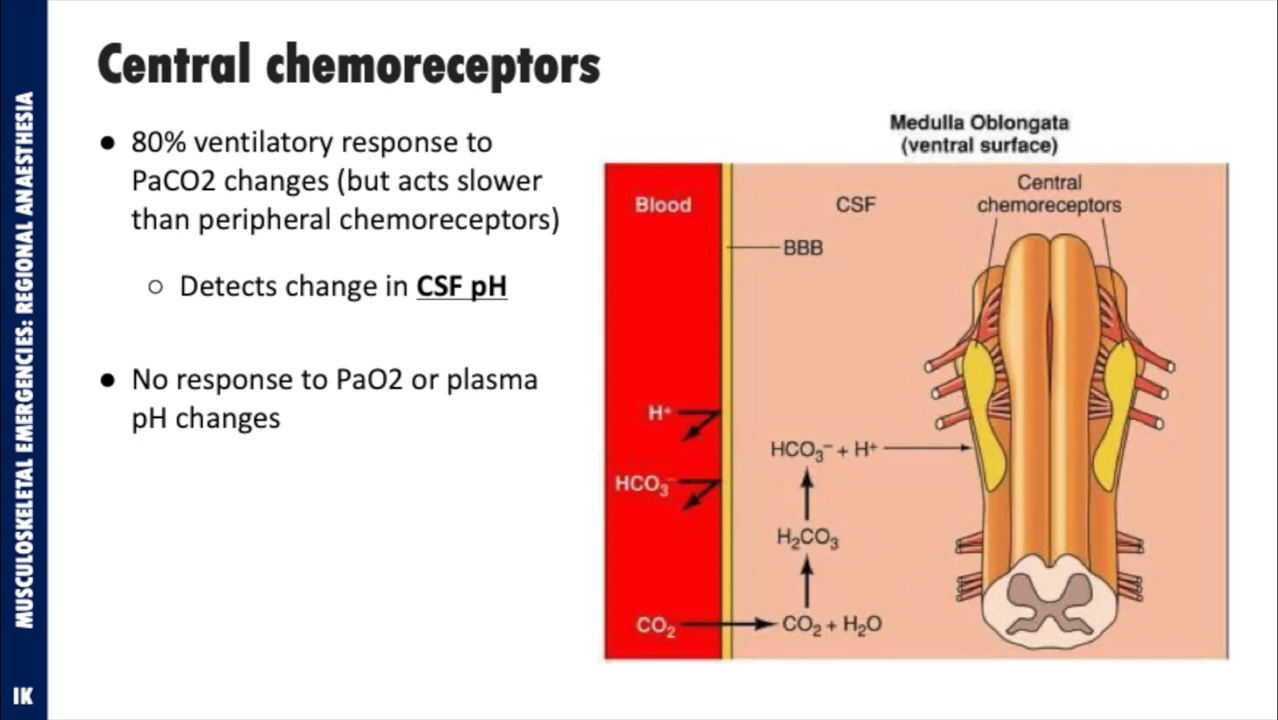 MUSCULOSKELETAL EMERGENCIES: REGIONAL ANAESTHESIA
IK
Central chemoreceptors
● 80% ventilatory response to
PaCO2 changes (but acts slower
than peripheral chemoreceptors)
○ Detects change in CSF pH
● No response to PaO2 or plasma
pH changes
Medulla Oblongata
(ventral surface)
Blood
CSF
Central
chemoreceptors
BBB
H⁺
HCO₃⁻
HCO₃⁻ + H⁺
H₂CO₃
CO₂
CO₂ + H₂O